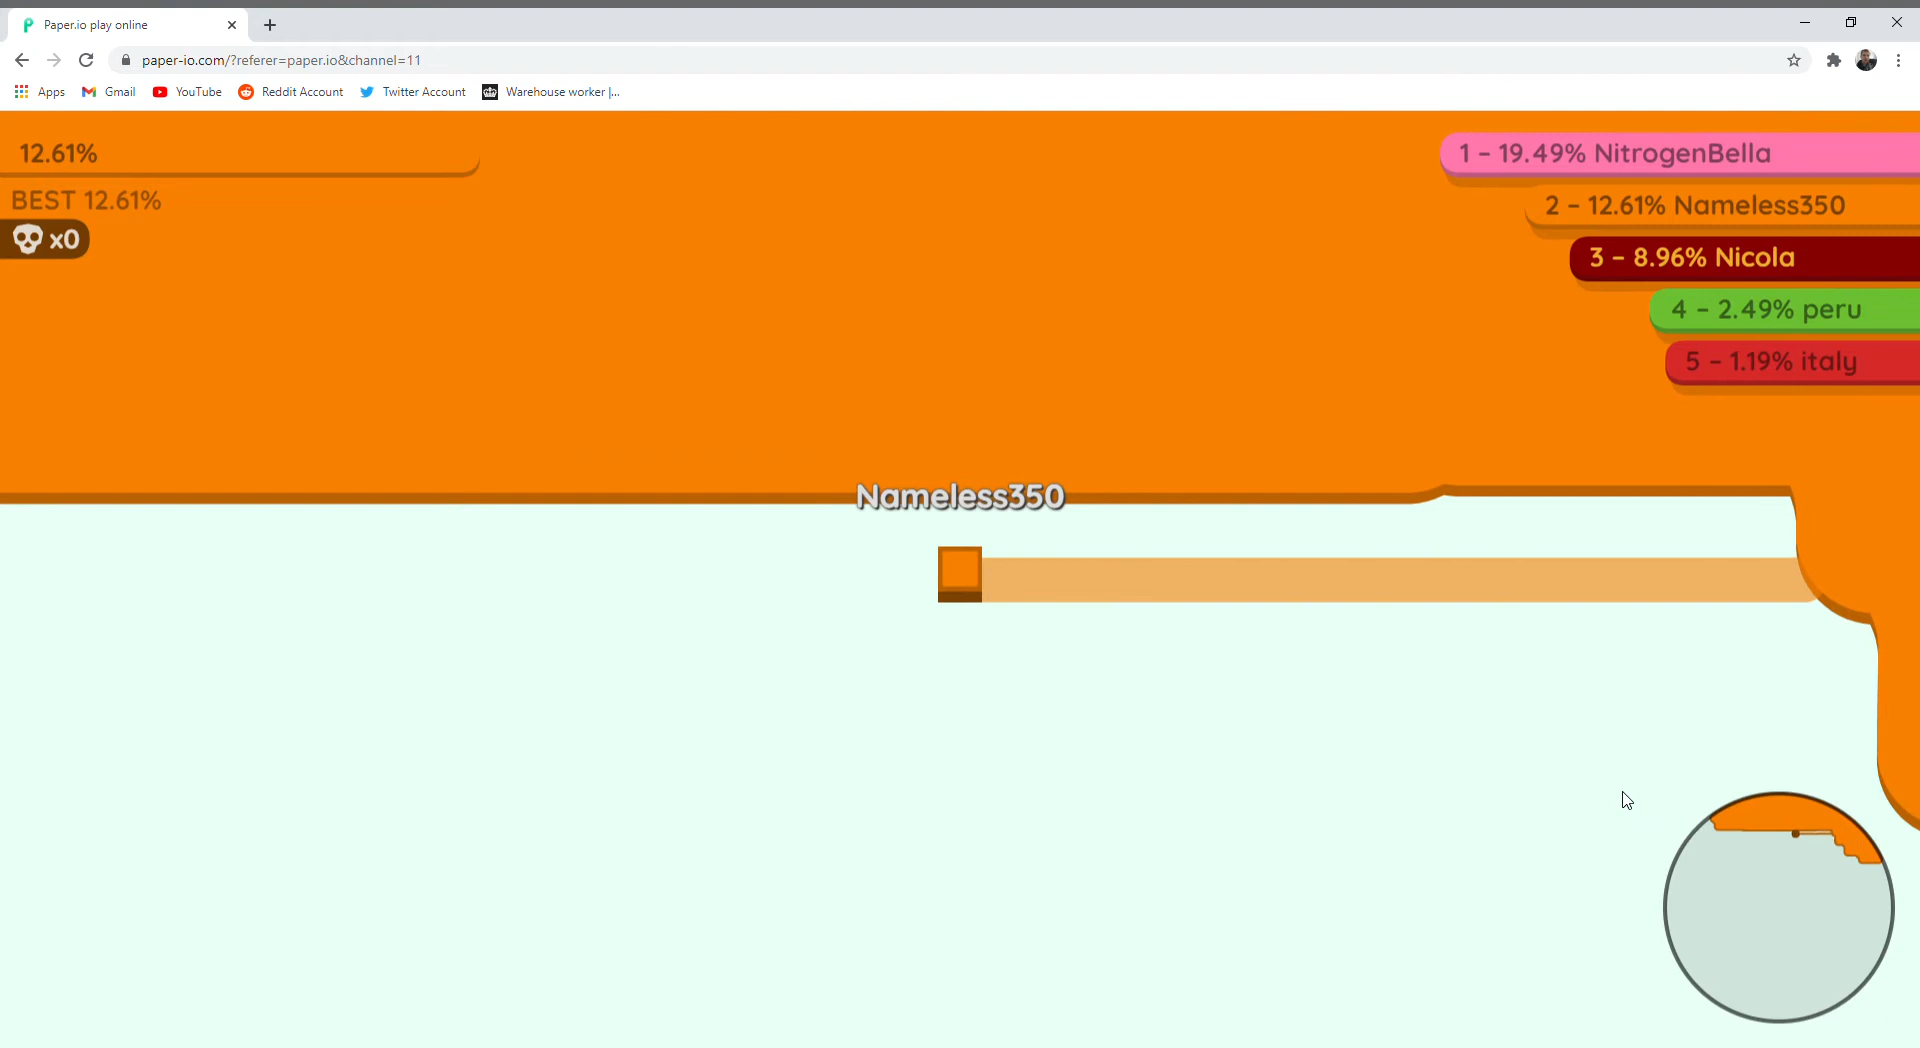 Paper.io play online
paper-io.com/?referer=paper.io&channel=11
Apps Gmail YouTube Reddit Account Twitter Account Warehouse worker |...
12.61%
BEST 12.61%
x0
1 - 19.49% NitrogenBella
2 - 12.61% Nameless350
3 - 8.96% Nicola
4 - 2.49% peru
5 - 1.19% italy
Nameless350